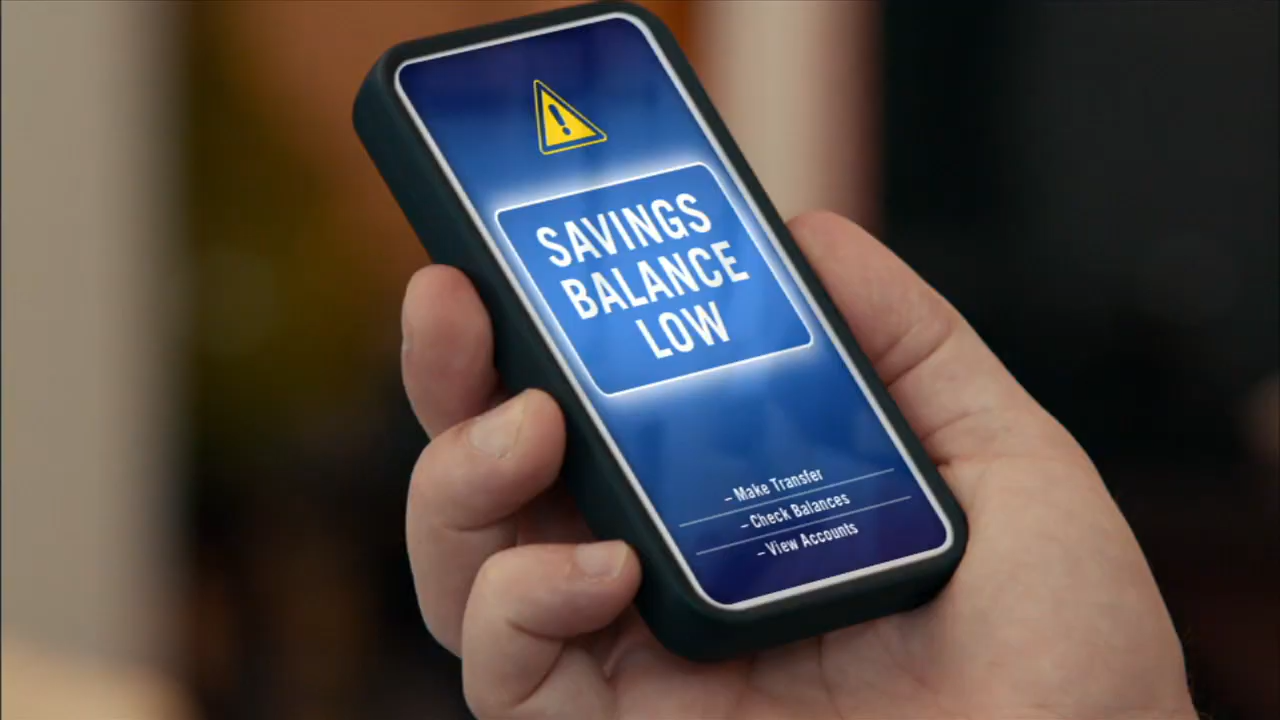 SAVINGS
BALANCE
LOW
– Make Transfer
– Check Balances
– View Accounts